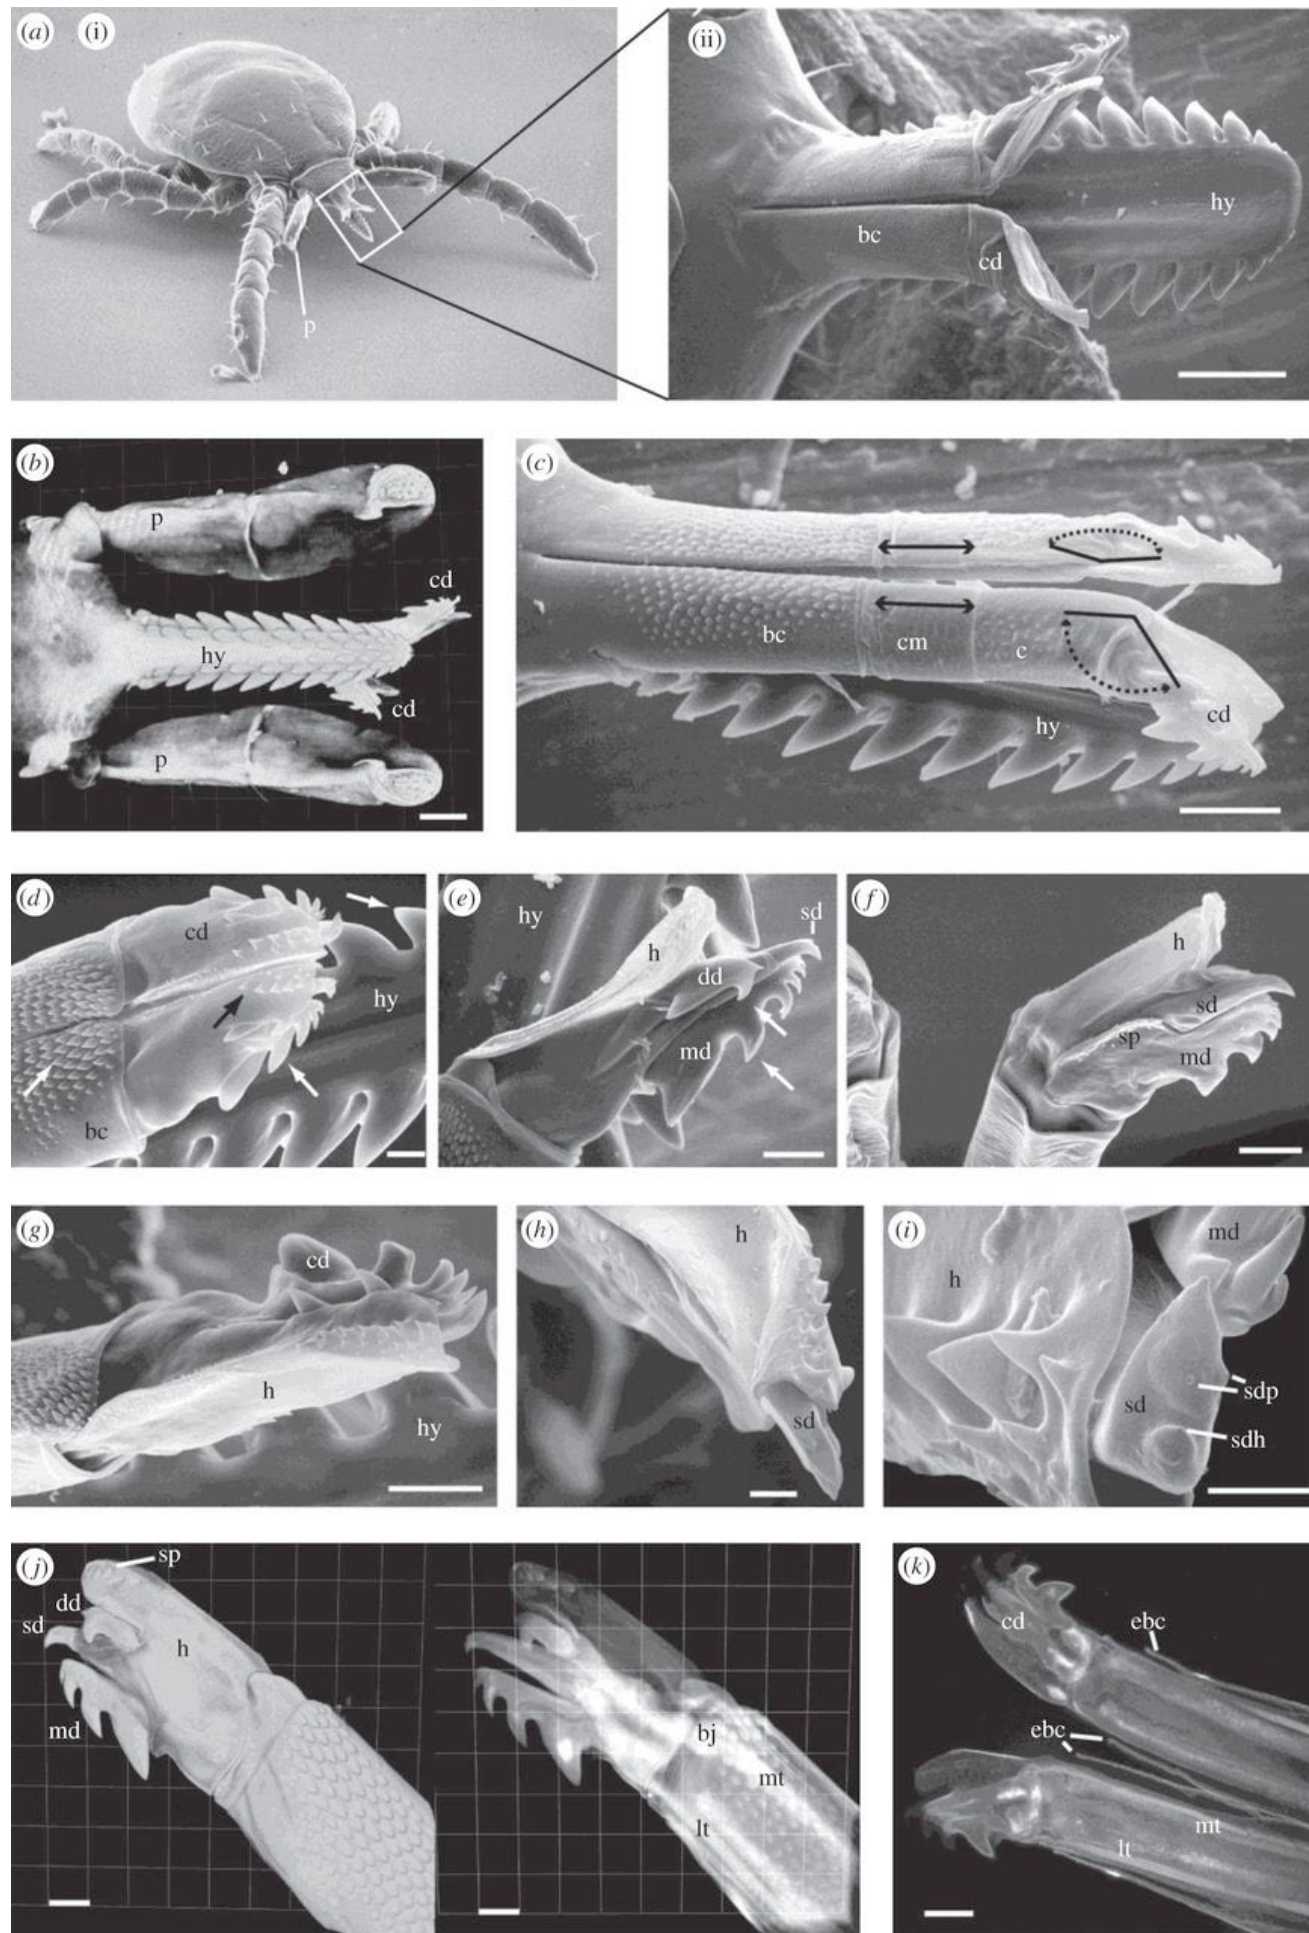 (a) (i)
p
(ii)
bc
cd
hy
(b)
p
cd
hy
cd
p
(c)
bc
cm
c
hy
cd
(d)
cd
hy
bc
(e)
hy
h
sd
dd
md
(f)
h
sd
sp
md
(g)
cd
h
hy
(h)
h
sd
(i)
md
h
sd
sdp
sdh
(j)
sp
dd
sd
h
md
bj
mt
lt
(k)
cd
ebc
ebc
mt
lt